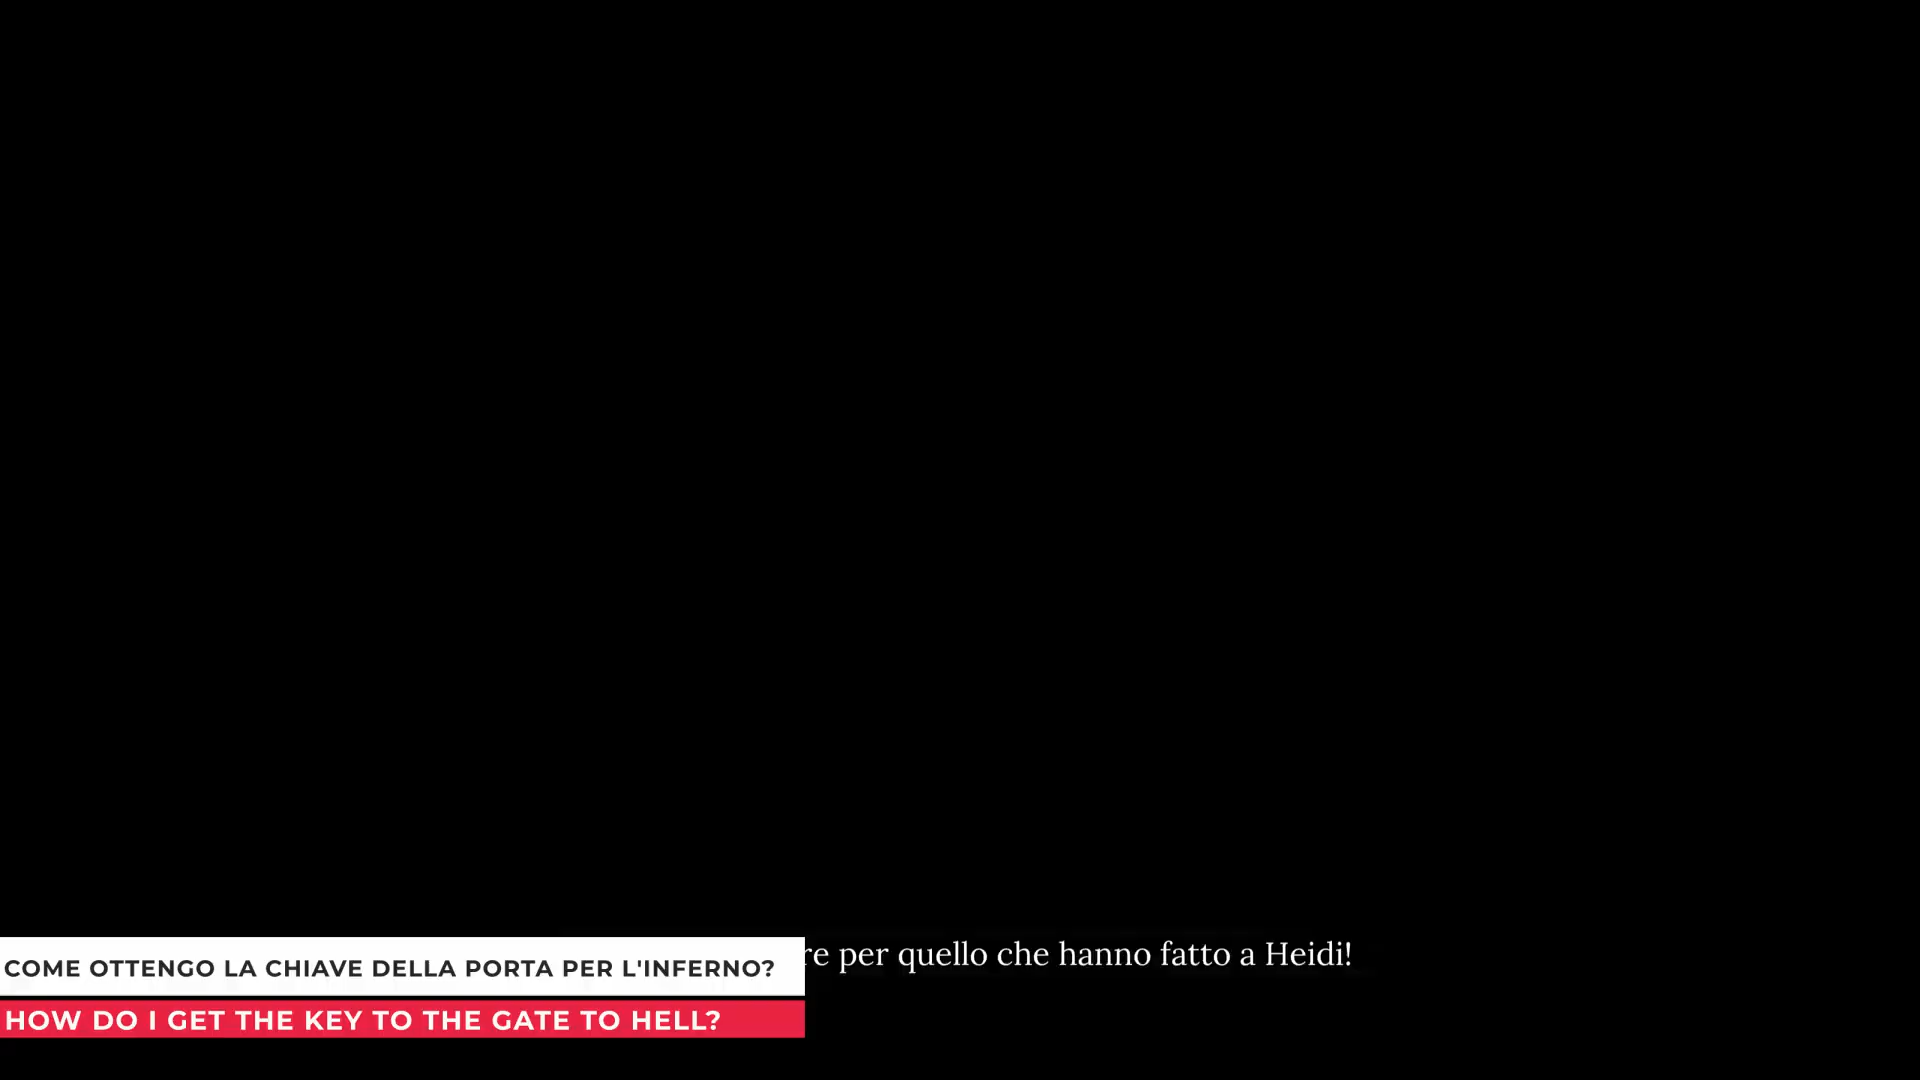 per quello che hanno fatto a Heidi!
COME OTTENGO LA CHIAVE DELLA PORTA PER L'INFERNO?
HOW DO I GET THE KEY TO THE GATE TO HELL?